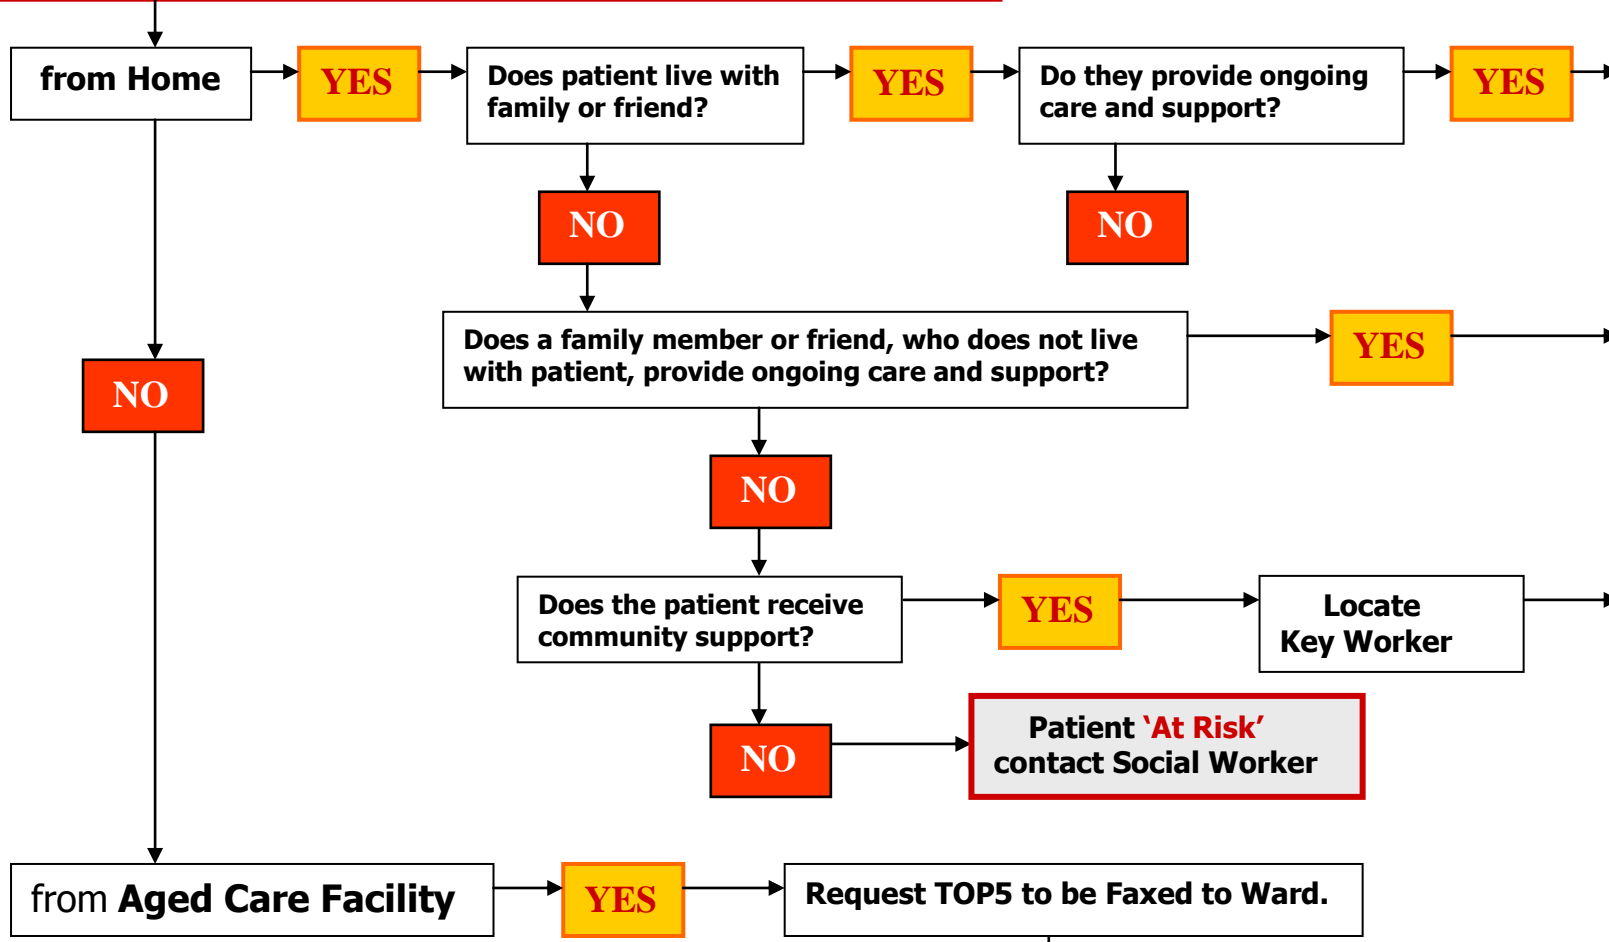 from Home
YES
Does patient live with
family or friend?
YES
Do they provide ongoing
care and support?
YES
NO
NO
Does a family member or friend, who does not live
with patient, provide ongoing care and support?
YES
NO
NO
Does the patient receive
community support?
YES
Locate
Key Worker
NO
Patient ‘At Risk’
contact Social Worker
from Aged Care Facility
YES
Request TOP5 to be Faxed to Ward.